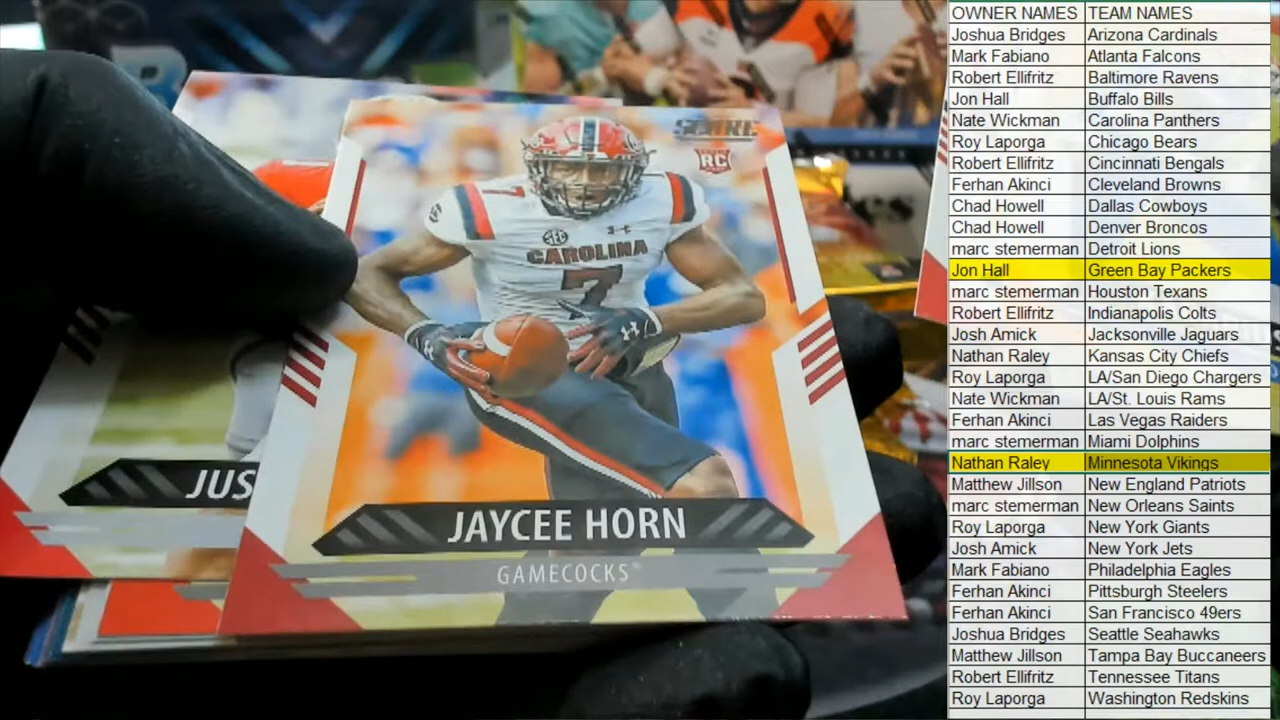 SCORE
RC
7
SEC
CAROLINA
7
JUS
JAYCEE HORN
GAMECOCKS®
OWNER NAMES TEAM NAMES
Joshua Bridges Arizona Cardinals
Mark Fabiano Atlanta Falcons
Robert Ellifritz Baltimore Ravens
Jon Hall Buffalo Bills
Nate Wickman Carolina Panthers
Roy Laporga Chicago Bears
Robert Ellifritz Cincinnati Bengals
Ferhan Akinci Cleveland Browns
Chad Howell Dallas Cowboys
Chad Howell Denver Broncos
marc stemerman Detroit Lions
Jon Hall Green Bay Packers
marc stemerman Houston Texans
Robert Ellifritz Indianapolis Colts
Josh Amick Jacksonville Jaguars
Nathan Raley Kansas City Chiefs
Roy Laporga LA/San Diego Chargers
Nate Wickman LA/St. Louis Rams
Ferhan Akinci Las Vegas Raiders
marc stemerman Miami Dolphins
Nathan Raley Minnesota Vikings
Matthew Jillson New England Patriots
marc stemerman New Orleans Saints
Roy Laporga New York Giants
Josh Amick New York Jets
Mark Fabiano Philadelphia Eagles
Ferhan Akinci Pittsburgh Steelers
Ferhan Akinci San Francisco 49ers
Joshua Bridges Seattle Seahawks
Matthew Jillson Tampa Bay Buccaneers
Robert Ellifritz Tennessee Titans
Roy Laporga Washington Redskins